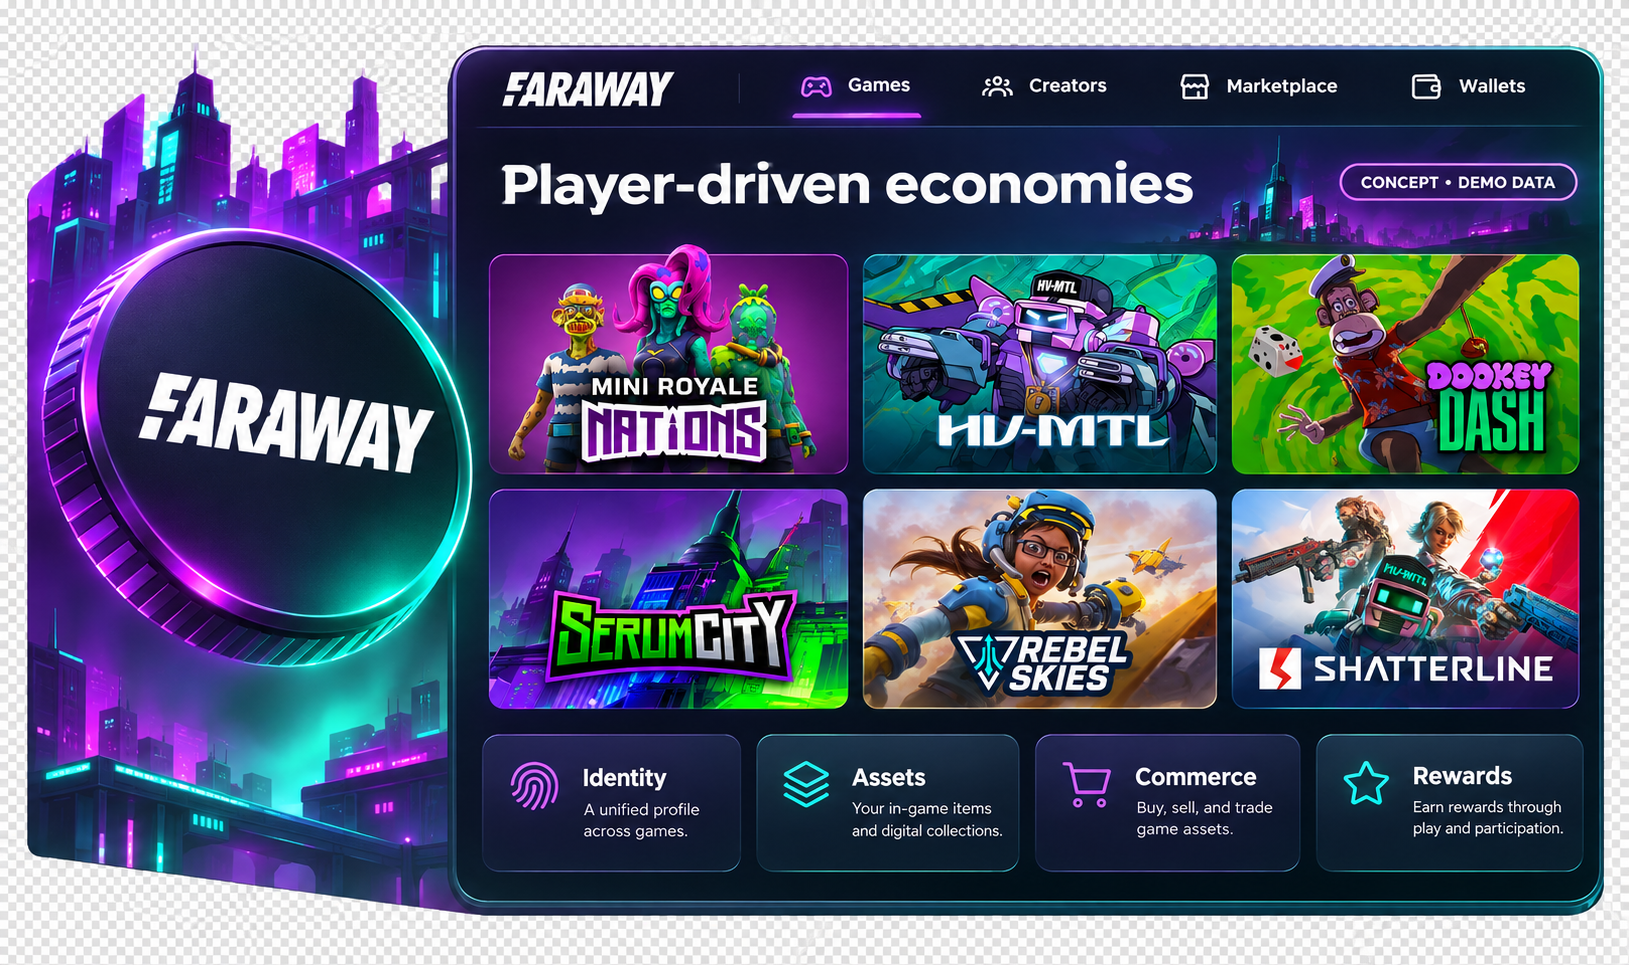 FARAWAY
Games
Creators
Marketplace
Wallets
Player-driven economies
CONCEPT • DEMO DATA
FARAWAY
MINI ROYALE
NATIONS
HV-MTL
HV-MTL
DOOKEY
DASH
SERUMCITY
REBEL
SKIES
HV-MTL
SHATTERLINE
Identity
A unified profile
across games.
Assets
Your in-game items
and digital collections.
Commerce
Buy, sell, and trade
game assets.
Rewards
Earn rewards through
play and participation.